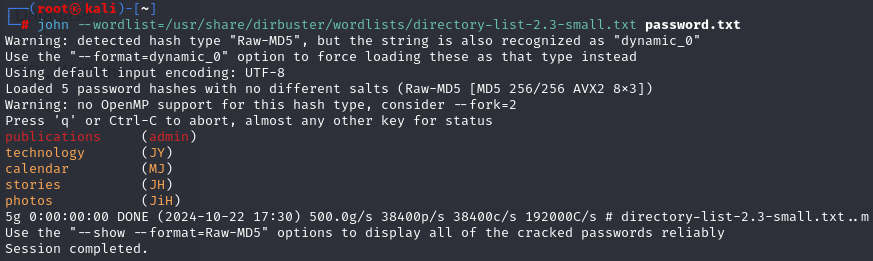 ┌──(root㉿kali)-[~]
└─# john --wordlist=/usr/share/dirbuster/wordlists/directory-list-2.3-small.txt password.txt
Warning: detected hash type "Raw-MD5", but the string is also recognized as "dynamic_0"
Use the "--format=dynamic_0" option to force loading these as that type instead
Using default input encoding: UTF-8
Loaded 5 password hashes with no different salts (Raw-MD5 [MD5 256/256 AVX2 8×3])
Warning: no OpenMP support for this hash type, consider --fork=2
Press 'q' or Ctrl-C to abort, almost any other key for status
publications     (admin)
technology       (JY)
calendar         (MJ)
stories          (JH)
photos           (JiH)
5g 0:00:00:00 DONE (2024-10-22 17:30) 500.0g/s 38400p/s 38400c/s 192000C/s # directory-list-2.3-small.txt..m
Use the "--show --format=Raw-MD5" options to display all of the cracked passwords reliably
Session completed.